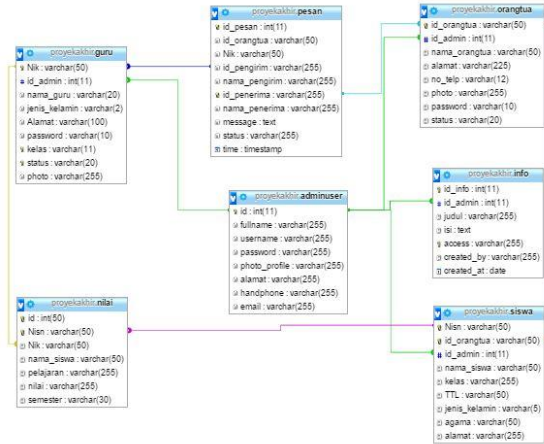 proyekakhir.guru
Nik : varchar(50)
id_admin : int(11)
nama_guru : varchar(20)
jenis_kelamin : varchar(2)
Alamat : varchar(100)
password : varchar(10)
kelas : varchar(11)
status : varchar(20)
photo : varchar(255)
proyekakhir.pesan
id_pesan : int(11)
id_orangtua : varchar(50)
Nik : varchar(50)
id_pengirim : varchar(255)
nama_pengirim : varchar(255)
id_penerima : varchar(255)
nama_penerima : varchar(255)
message : text
status : varchar(255)
time : timestamp
proyekakhir.orangtua
id_orangtua : varchar(50)
id_admin : int(11)
nama_orangtua : varchar(50)
alamat : varchar(225)
no_telp : varchar(12)
photo : varchar(255)
password : varchar(10)
status : varchar(20)
proyekakhir.adminuser
id : int(11)
fullname : varchar(255)
username : varchar(255)
password : varchar(255)
photo_profile : varchar(255)
alamat : varchar(255)
handphone : varchar(255)
email : varchar(255)
proyekakhir.info
id_info : int(11)
id_admin : int(11)
judul : varchar(255)
isi : text
access : varchar(255)
created_by : varchar(255)
created_at : date
proyekakhir.nilai
id : int(50)
Nisn : varchar(50)
Nik : varchar(50)
nama_siswa : varchar(50)
pelajaran : varchar(255)
nilai : varchar(255)
semester : varchar(30)
proyekakhir.siswa
Nisn : varchar(50)
id_orangtua : varchar(50)
id_admin : int(11)
nama_siswa : varchar(50)
kelas : varchar(255)
TTL : varchar(50)
jenis_kelamin : varchar(5)
agama : varchar(50)
alamat : varchar(255)